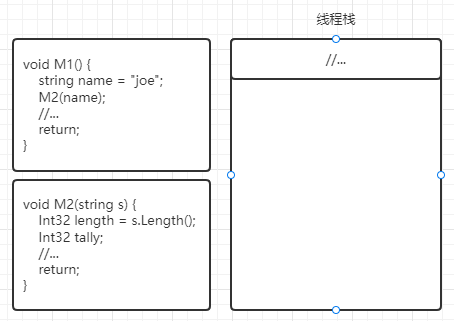 线程栈
//...
void M1() {
string name = "joe";
M2(name);
//...
return;
}
void M2(string s) {
Int32 length = s.Length();
Int32 tally;
//...
return;
}